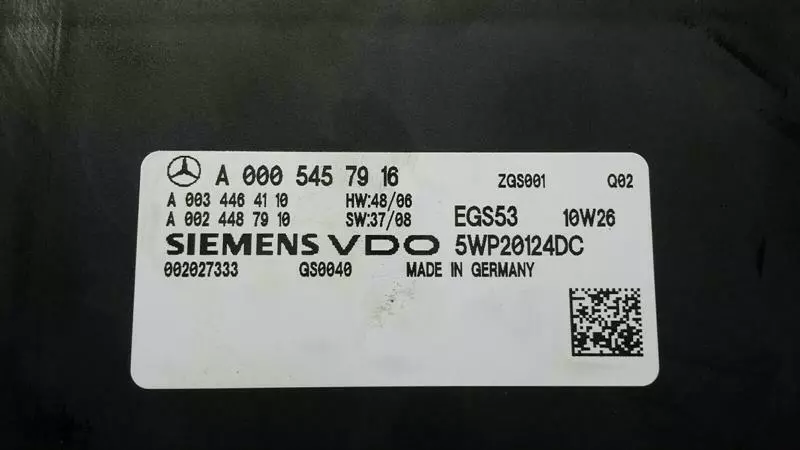 A 000 545 79 16 ZGS001 Q02
A 003 446 41 10 HW:48/06
A 002 448 79 10 SW:37/08 EGS53 10W26
SIEMENS VDO 5WP20124DC
002027333 GS0040 MADE IN GERMANY